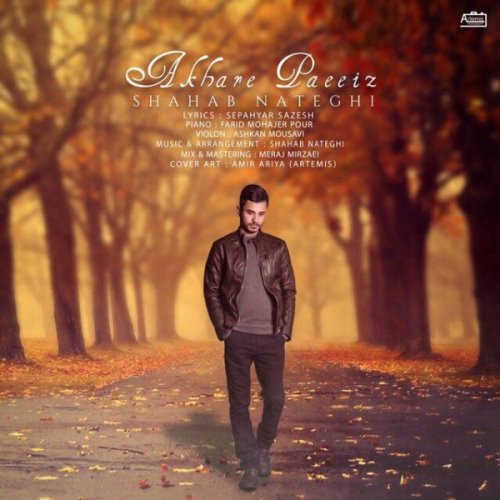 Artemis
Akhare Paeeiz
SHAHAB NATEGHI
LYRICS : SEPAHYAR SAZESH
PIANO : FARID MOHAJER POUR
VIOLON : ASHKAN MOUSAVI
MUSIC & ARRANGEMENT : SHAHAB NATEGHI
MIX & MASTERING : MERAJ MIRZAEI
COVER ART : AMIR ARIYA (ARTEMIS)